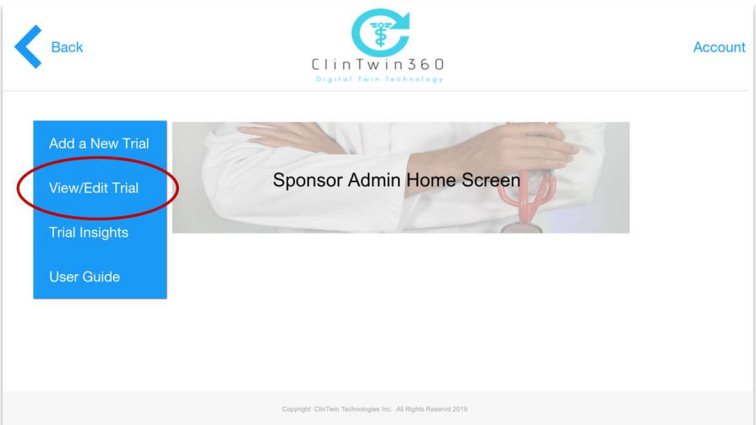 Back
ClinTwin360
Digital Twin Technology
Account
Add a New Trial
View/Edit Trial
Trial Insights
User Guide
Sponsor Admin Home Screen
Copyright ClinTwin Technologies Inc. All Rights Reservd 2019